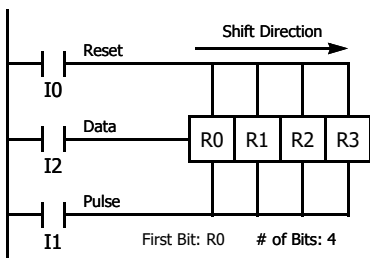 Shift Direction
Reset
I0
Data
R0 R1 R2 R3
I2
Pulse
I1
First Bit: R0 # of Bits: 4